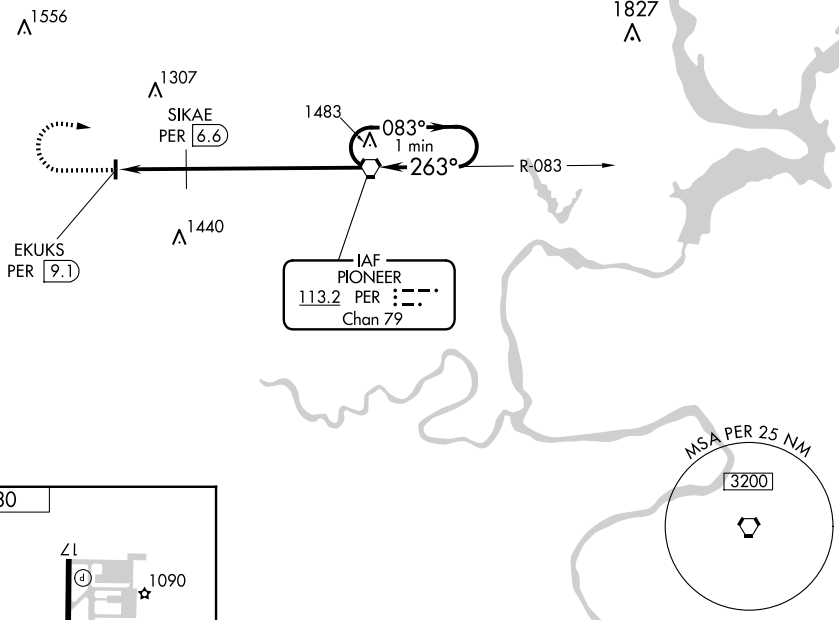 1556
1827
1307
SIKAE
PER 6.6
1483
083°
1 min
263°
R-083
1440
EKUKS
PER 9.1
IAF
PIONEER
113.2 PER
Chan 79
MSA PER 25 NM
3200
30
17
P
1090